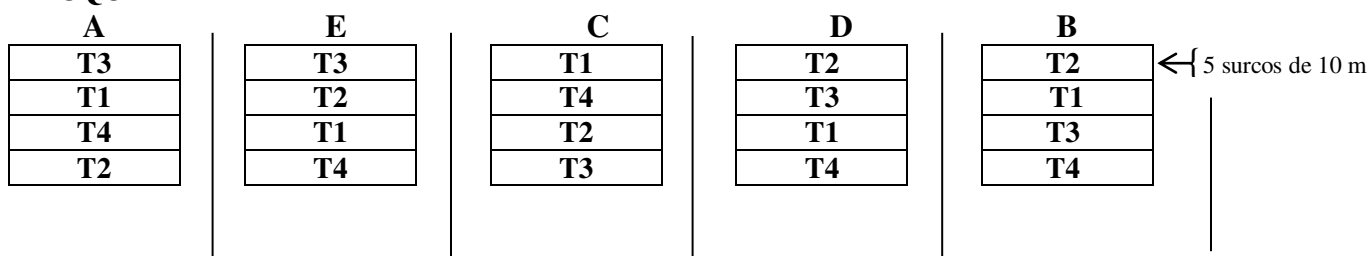 A E C D B
T3 T3 T1 T2 T2 5 surcos de 10 m
T1 T2 T4 T3 T1
T4 T1 T2 T1 T3
T2 T4 T3 T4 T4